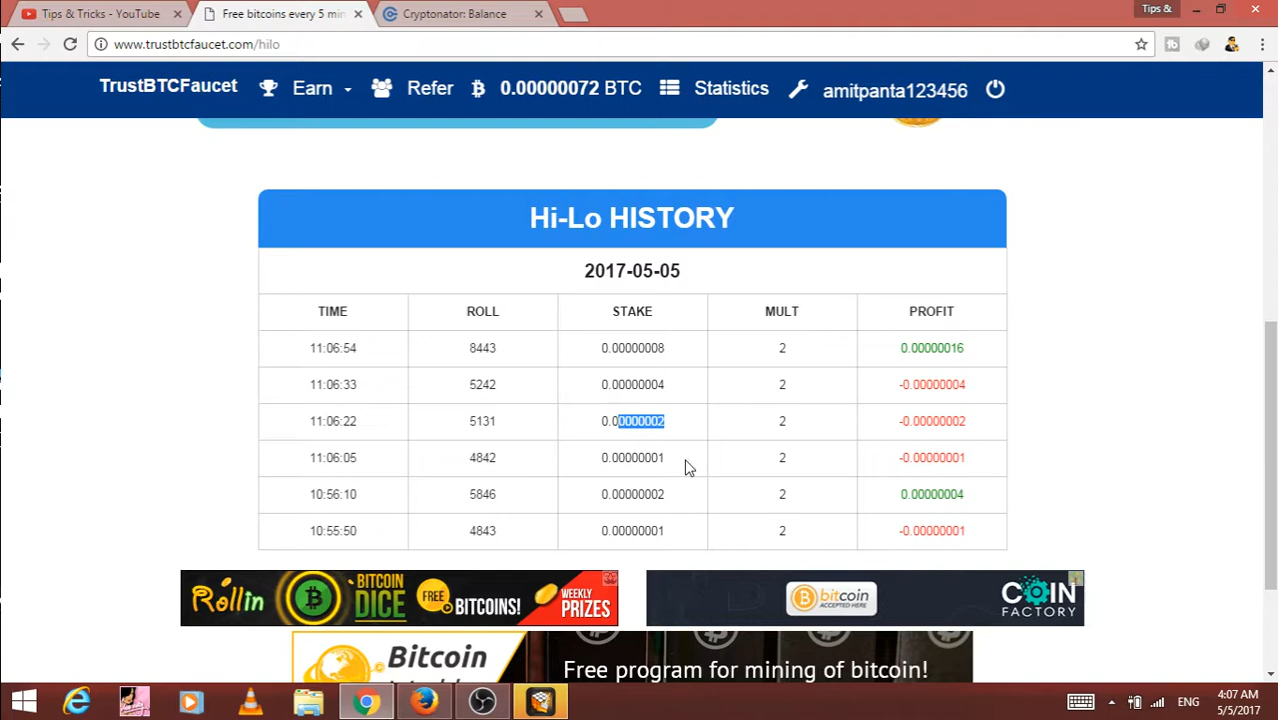 Tips & Tricks - YouTube
Free bitcoins every 5 min
Cryptonator: Balance
Tips &
www.trustbtcfaucet.com/hilo
TrustBTCFaucet Earn Refer 0.00000072 BTC Statistics amitpanta123456
Hi-Lo HISTORY
2017-05-05
TIME ROLL STAKE MULT PROFIT
11:06:54 8443 0.00000008 2 0.00000016
11:06:33 5242 0.00000004 2 -0.00000004
11:06:22 5131 0.00000002 2 -0.00000002
11:06:05 4842 0.00000001 2 -0.00000001
10:56:10 5846 0.00000002 2 0.00000004
10:55:50 4843 0.00000001 2 -0.00000001
Rollin BITCOIN DICE FREE BITCOINS! WEEKLY PRIZES
bitcoin ACCEPTED HERE
COIN FACTORY
Bitcoin
Free program for mining of bitcoin!
ENG
4:07 AM
5/5/2017